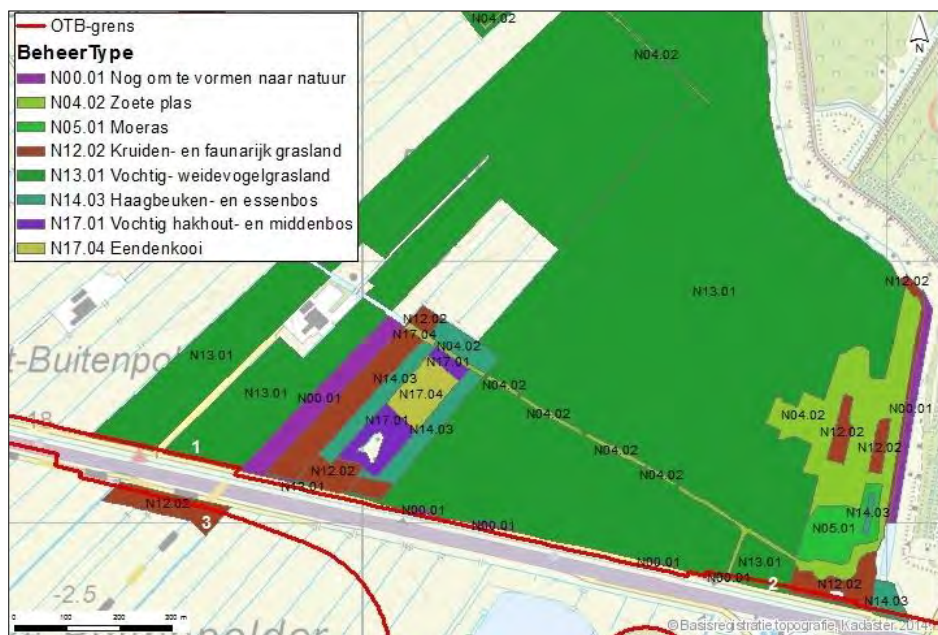 OTB-grens
BeheerType
N00.01 Nog om te vormen naar natuur
N04.02 Zoete plas
N05.01 Moeras
N12.02 Kruiden- en faunarijk grasland
N13.01 Vochtig- weidevogelgrasland
N14.03 Haagbeuken- en essenbos
N17.01 Vochtig hakhout- en middenbos
N17.04 Eendenkooi
N04.02
N04.02
N
N13.01
N12.02
N12.02
N17.04
N04.02
N13.01
N17.01
N14.03
N04.02
N13.01
N00.01
N17.04
N00.01
N04.02
N04.02
N17.01
N14.03
N12.02
N12.02
-18
1
N04.02
N12.02
N04.02
N13.01
N14.03
N12.02
3
N00.01
N00.01
N05.01
N00.01
N13.01
N00.01
2
N12.02
N14.03
-2.5
0 100 200 300 m
©Basisregistratie topografie, Kadaster 2014